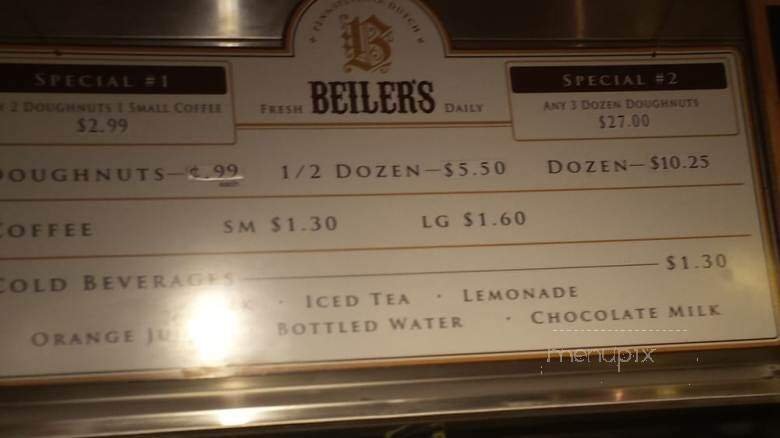 PENNSYLVANIA DUTCH
B
FRESH BEILER'S DAILY
SPECIAL #1
2 DOUGHNUTS 1 SMALL COFFEE
$2.99
SPECIAL #2
ANY 3 DOZEN DOUGHNUTS
$27.00
OUGHNUTS—¢.99 each 1/2 DOZEN—$5.50 DOZEN—$10.25
OFFEE SM $1.30 LG $1.60
COLD BEVERAGES $1.30
K · ICED TEA · LEMONADE
ORANGE JU BOTTLED WATER · CHOCOLATE MILK
menupix